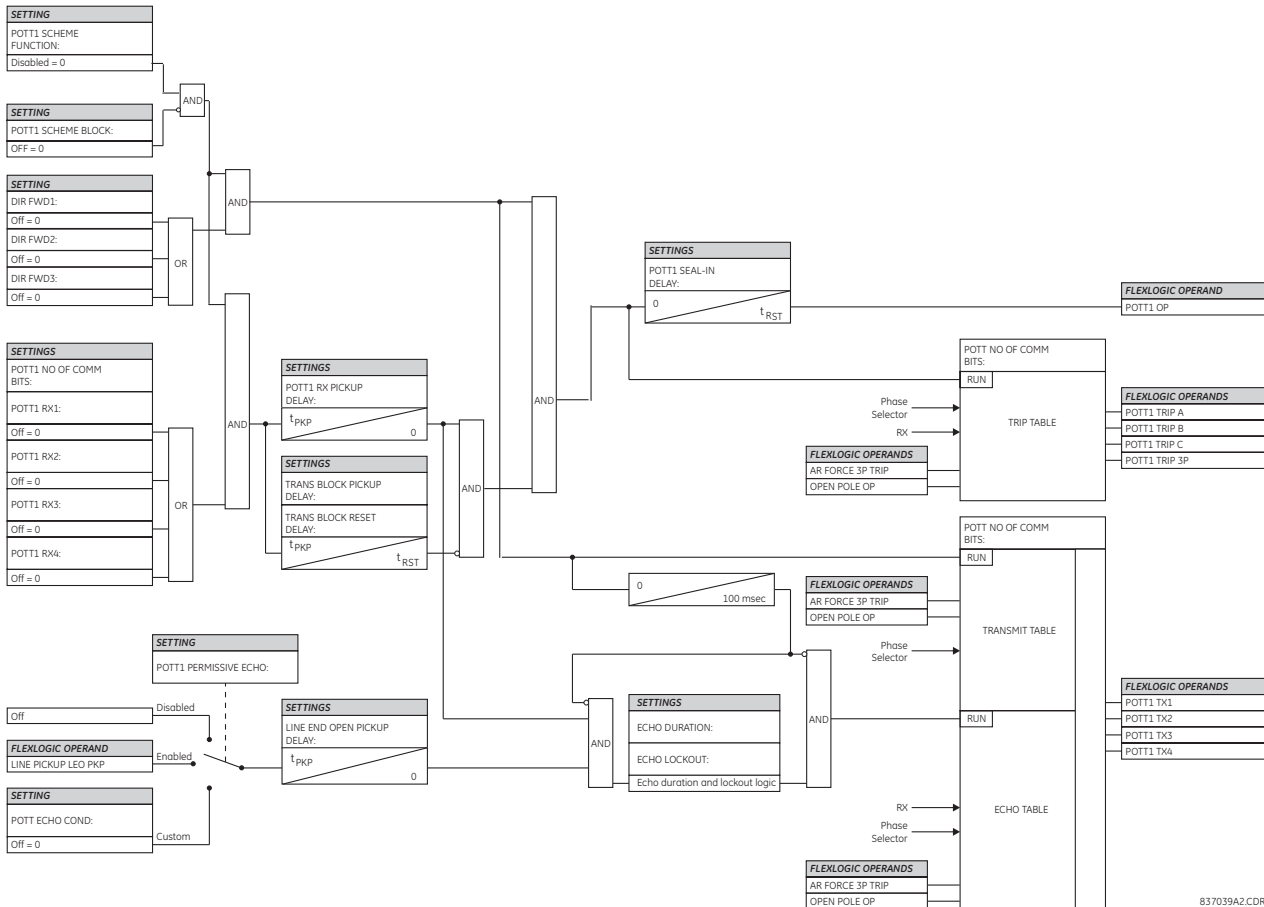 SETTING
POTT1 SCHEME
FUNCTION:
Disabled = 0
AND
SETTING
POTT1 SCHEME BLOCK:
OFF = 0
SETTING
DIR FWD1:
Off = 0
DIR FWD2:
Off = 0
DIR FWD3:
Off = 0
OR
AND
SETTINGS
POTT1 NO OF COMM
BITS:
POTT1 RX1:
Off = 0
POTT1 RX2:
Off = 0
POTT1 RX3:
Off = 0
POTT1 RX4:
Off = 0
OR
AND
SETTINGS
POTT1 RX PICKUP
DELAY:
tPKP
0
SETTINGS
TRANS BLOCK PICKUP
DELAY:
TRANS BLOCK RESET
DELAY:
tPKP
tRST
AND
AND
SETTINGS
POTT1 SEAL-IN
DELAY:
0
tRST
FLEXLOGIC OPERAND
POTT1 OP
POTT NO OF COMM
BITS:
RUN
Phase
Selector
RX
TRIP TABLE
FLEXLOGIC OPERANDS
AR FORCE 3P TRIP
OPEN POLE OP
FLEXLOGIC OPERANDS
POTT1 TRIP A
POTT1 TRIP B
POTT1 TRIP C
POTT1 TRIP 3P
POTT NO OF COMM
BITS:
RUN
0
100 msec
FLEXLOGIC OPERANDS
AR FORCE 3P TRIP
OPEN POLE OP
Phase
Selector
TRANSMIT TABLE
SETTING
POTT1 PERMISSIVE ECHO:
Off
Disabled
FLEXLOGIC OPERAND
LINE PICKUP LEO PKP
Enabled
SETTING
POTT ECHO COND:
Off = 0
Custom
SETTINGS
LINE END OPEN PICKUP
DELAY:
tPKP
0
AND
SETTINGS
ECHO DURATION:
ECHO LOCKOUT:
Echo duration and lockout logic
AND
RUN
FLEXLOGIC OPERANDS
POTT1 TX1
POTT1 TX2
POTT1 TX3
POTT1 TX4
RX
Phase
Selector
ECHO TABLE
FLEXLOGIC OPERANDS
AR FORCE 3P TRIP
OPEN POLE OP
837039A2.CDR